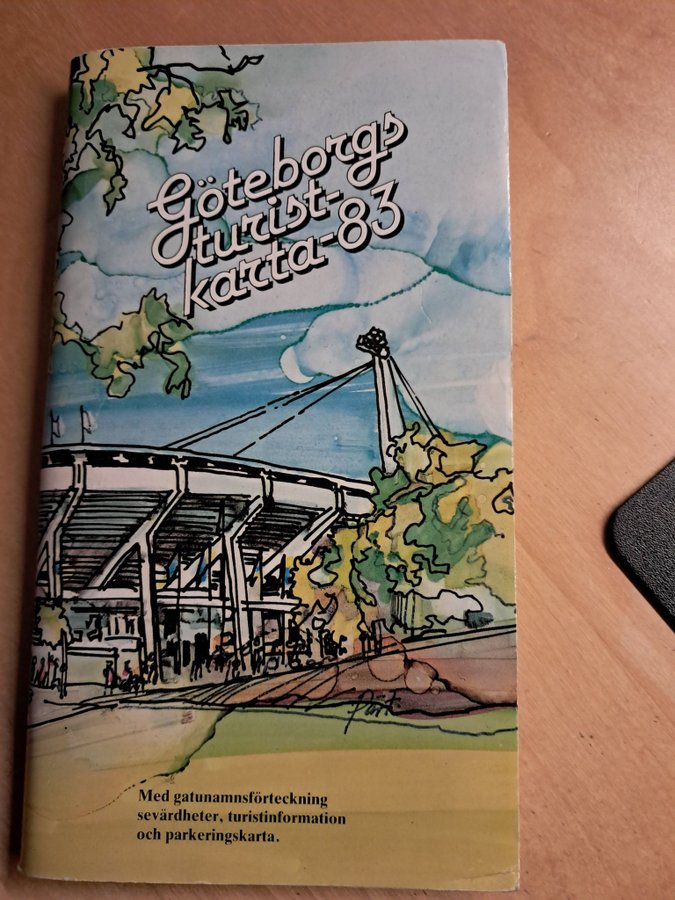 Göteborgs
turist-
karta-83
Med gatunamnsförteckning
sevärdheter, turistinformation
och parkeringskarta.